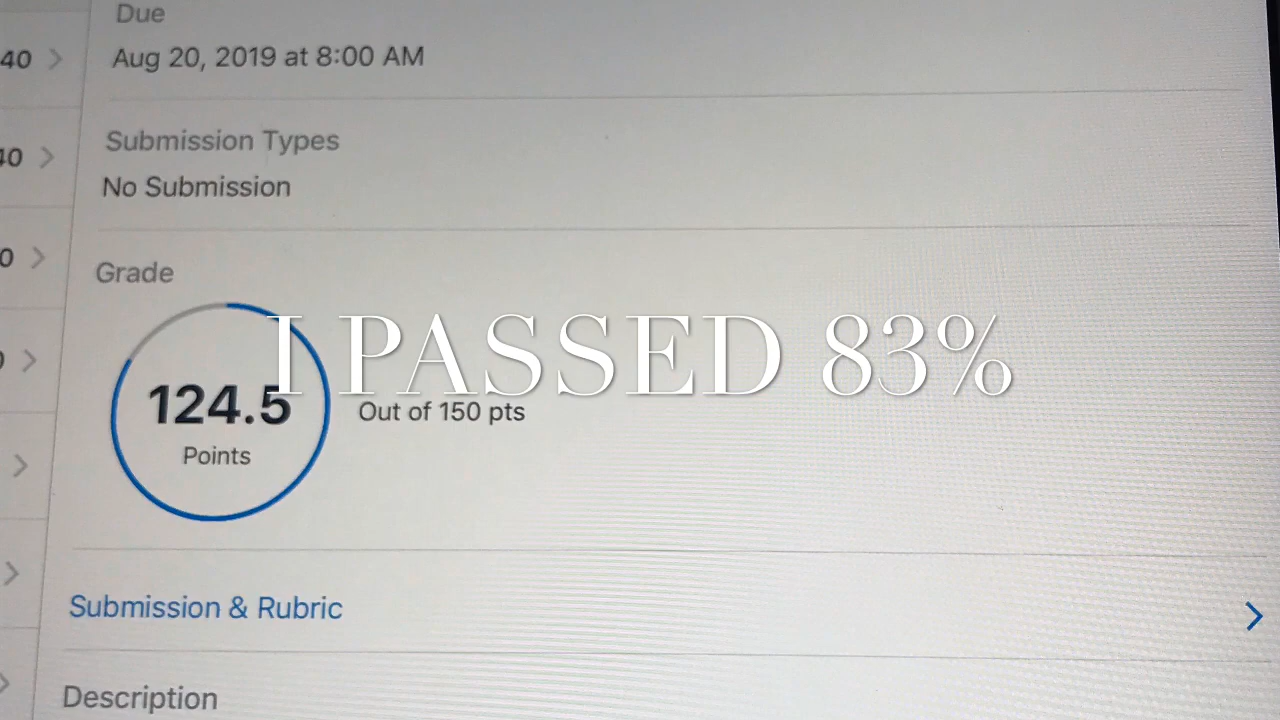 Due
40
Aug 20, 2019 at 8:00 AM
Submission Types
40
No Submission
0
Grade
I PASSED 83%
124.5
Out of 150 pts
Points
Submission & Rubric
Description